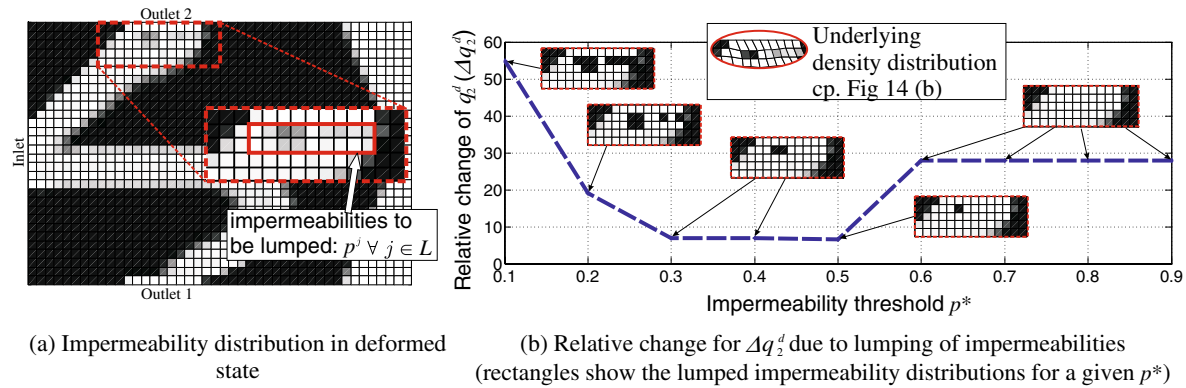 Outlet 2
Inlet
impermeabilities to
be lumped: p^j ∀ j ∈ L
Outlet 1
(a) Impermeability distribution in deformed
state
Relative change of q_2^d (Δq_2^d)
60
50
40
30
20
10
0
0.1 0.2 0.3 0.4 0.5 0.6 0.7 0.8 0.9
Underlying
density distribution
cp. Fig 14 (b)
Impermeability threshold p*
(b) Relative change for Δq_2^d due to lumping of impermeabilities
(rectangles show the lumped impermeability distributions for a given p*)